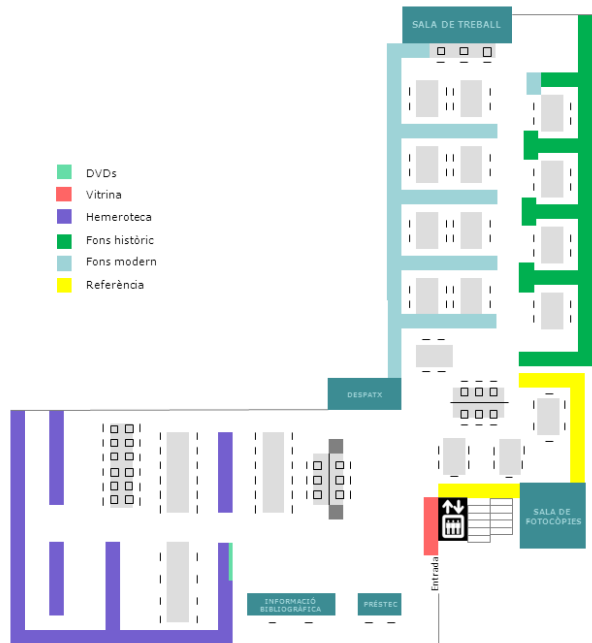 SALA DE TREBALL
DVDs
Vitrina
Hemeroteca
Fons històric
Fons modern
Referència
DESPATX
SALA DE
FOTOCÒPIES
Entrada
INFORMACIÓ
BIBLIOGRÀFICA
PRÉSTEC